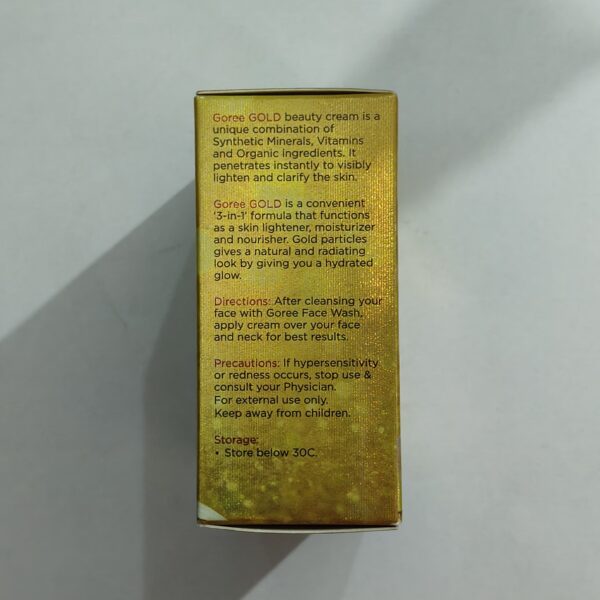 Goree GOLD beauty cream is a
unique combination of
Synthetic Minerals, Vitamins
and Organic ingredients. It
penetrates instantly to visibly
lighten and clarify the skin.
Goree GOLD is a convenient
'3-in-1' formula that functions
as a skin lightener, moisturizer
and nourisher. Gold particles
gives a natural and radiating
look by giving you a hydrated
glow.
Directions: After cleansing your
face with Goree Face Wash,
apply cream over your face
and neck for best results.
Precautions: If hypersensitivity
or redness occurs, stop use &
consult your Physician.
For external use only.
Keep away from children.
Storage:
• Store below 30C.